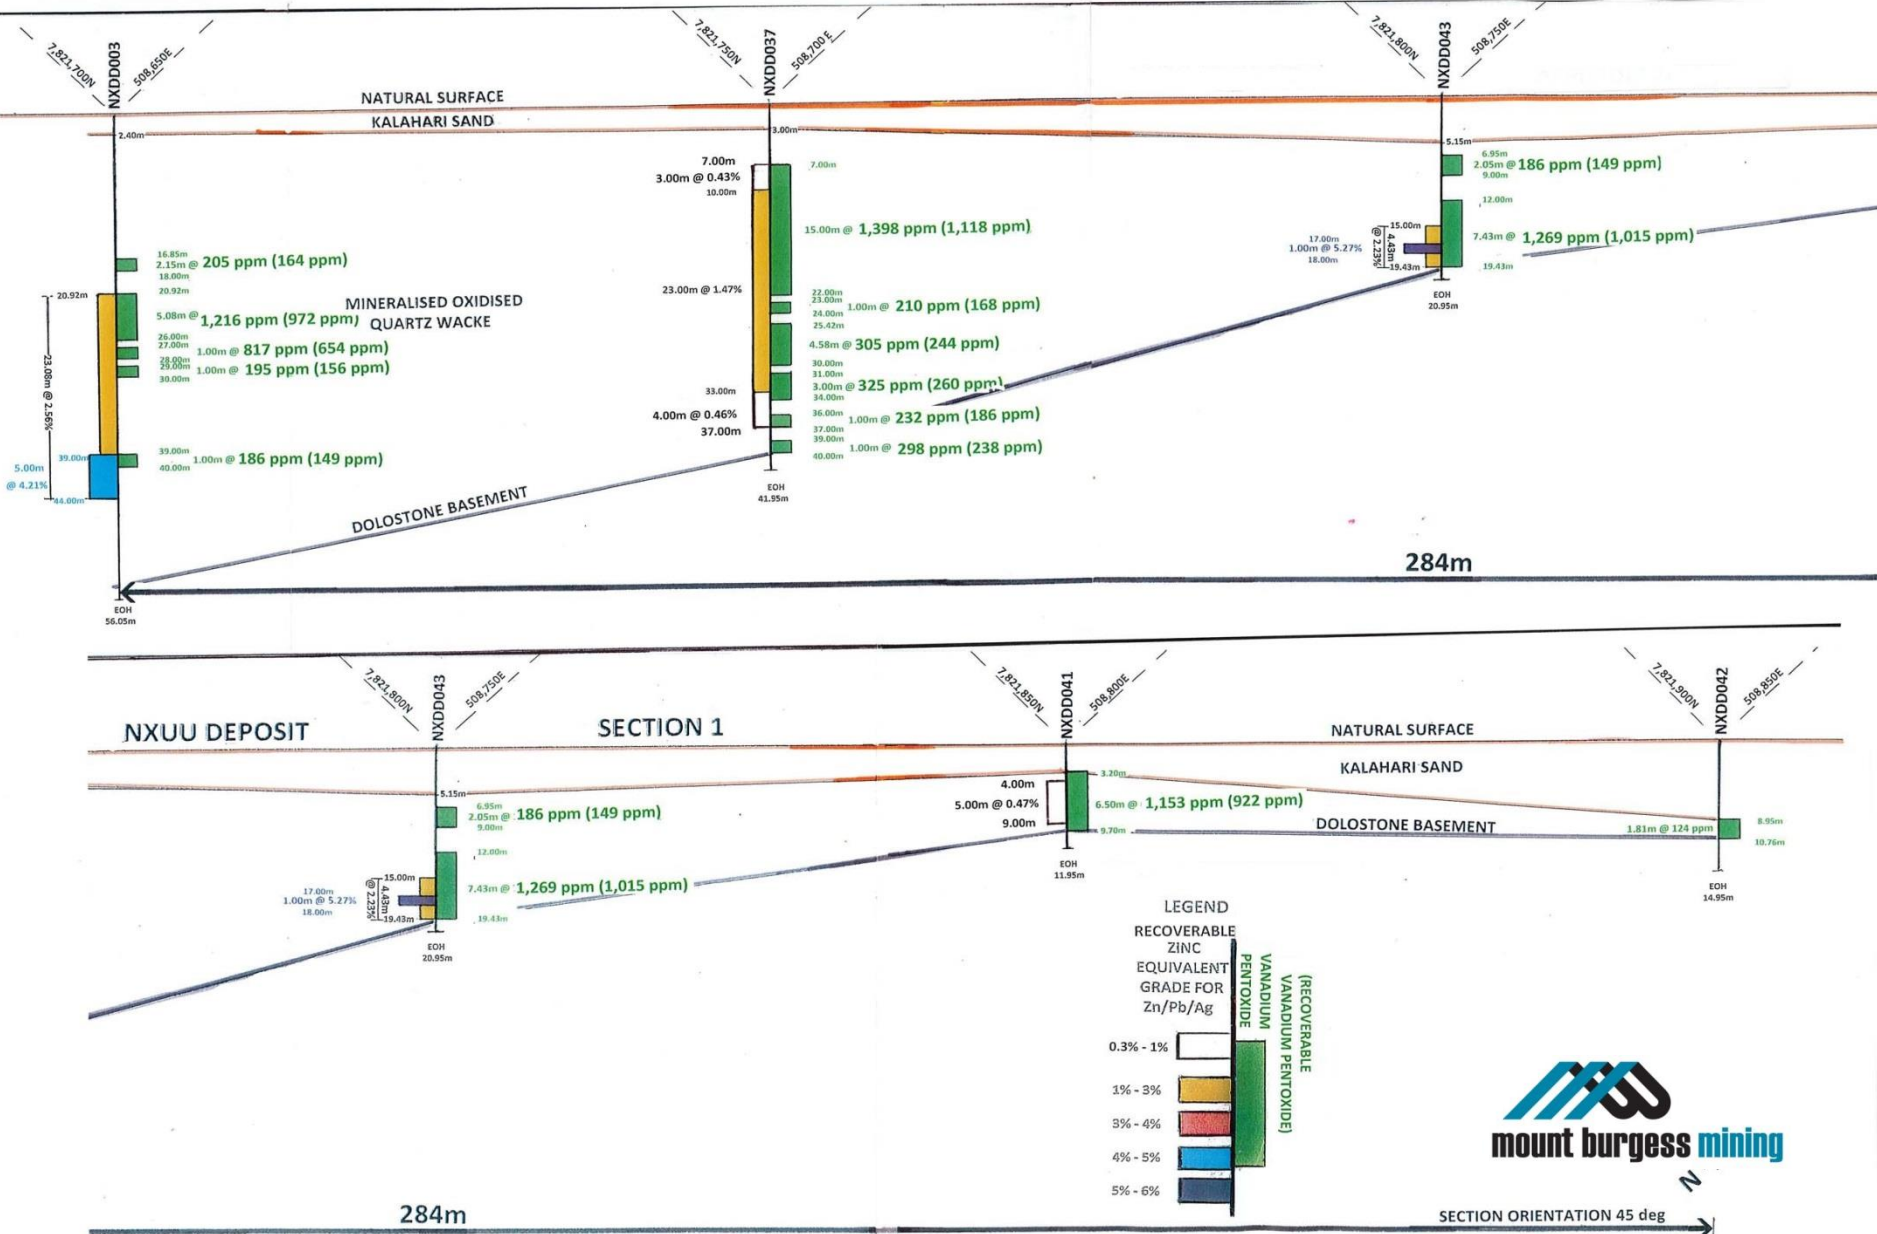 7,821,700N
NXDD003
508,650E
7,821,750N
NXDD037
508,700 E
7,821,800N
NXDD043
508,750E
NATURAL SURFACE
KALAHARI SAND
2.40m
16.85m
2.15m @ 205 ppm (164 ppm)
18.00m
20.92m
20.92m
5.08m @ 1,216 ppm (972 ppm)
26.00m
27.00m
1.00m @ 817 ppm (654 ppm)
28.00m
29.00m
1.00m @ 195 ppm (156 ppm)
30.00m
23.08m @ 2.56%
39.00m
39.00m
1.00m @ 186 ppm (149 ppm)
40.00m
5.00m
@ 4.21%
44.00m
EOH
56.05m
MINERALISED OXIDISED
QUARTZ WACKE
DOLOSTONE BASEMENT
3.00m
7.00m
3.00m @ 0.43%
10.00m
23.00m @ 1.47%
33.00m
4.00m @ 0.46%
37.00m
7.00m
15.00m @ 1,398 ppm (1,118 ppm)
22.00m
23.00m
1.00m @ 210 ppm (168 ppm)
24.00m
25.42m
4.58m @ 305 ppm (244 ppm)
30.00m
31.00m
3.00m @ 325 ppm (260 ppm)
34.00m
36.00m
1.00m @ 232 ppm (186 ppm)
37.00m
39.00m
1.00m @ 298 ppm (238 ppm)
40.00m
EOH
41.95m
5.15m
6.95m
2.05m @ 186 ppm (149 ppm)
9.00m
12.00m
7.43m @ 1,269 ppm (1,015 ppm)
19.43m
17.00m
1.00m @ 5.27%
18.00m
15.00m
4.43m
@ 2.23%
19.43m
EOH
20.95m
284m
7,821,800N
NXDD043
508,750E
7,821,850N
NXDD041
508,800E
7,821,900N
NXDD042
508,850E
NXUU DEPOSIT
SECTION 1
NATURAL SURFACE
KALAHARI SAND
DOLOSTONE BASEMENT
5.15m
6.95m
2.05m @ 186 ppm (149 ppm)
9.00m
12.00m
7.43m @ 1,269 ppm (1,015 ppm)
19.43m
17.00m
1.00m @ 5.27%
18.00m
15.00m
4.43m
@ 2.23%
19.43m
EOH
20.95m
4.00m
5.00m @ 0.47%
9.00m
3.20m
6.50m @ 1,153 ppm (922 ppm)
9.70m
EOH
11.95m
1.81m @ 124 ppm
8.95m
10.76m
EOH
14.95m
LEGEND
RECOVERABLE
ZINC
EQUIVALENT
GRADE FOR
Zn/Pb/Ag
VANADIUM
PENTOXIDE
(RECOVERABLE
VANADIUM PENTOXIDE)
0.3% - 1%
1% - 3%
3% - 4%
4% - 5%
5% - 6%
mount burgess mining
N
SECTION ORIENTATION 45 deg
284m